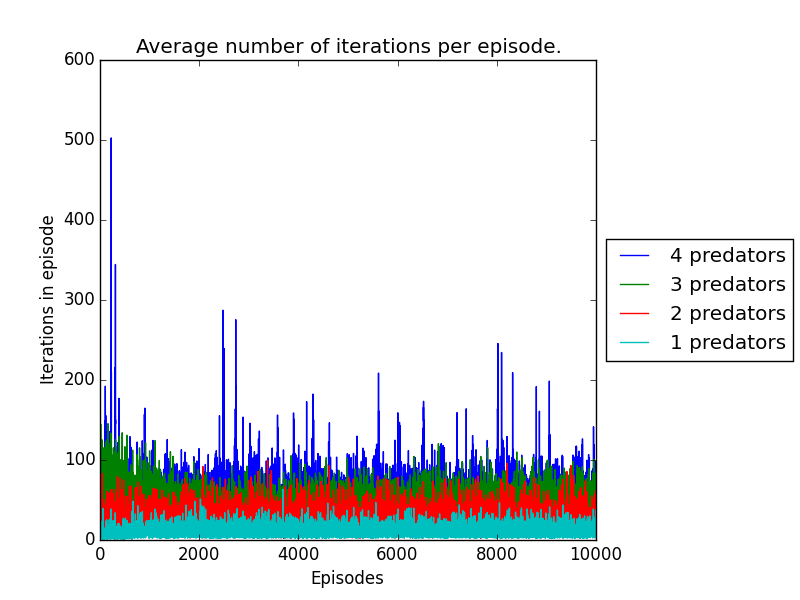 Average number of iterations per episode.
Iterations in episode
600
500
400
300
200
100
0
0 2000 4000 6000 8000 10000
Episodes
4 predators
3 predators
2 predators
1 predators